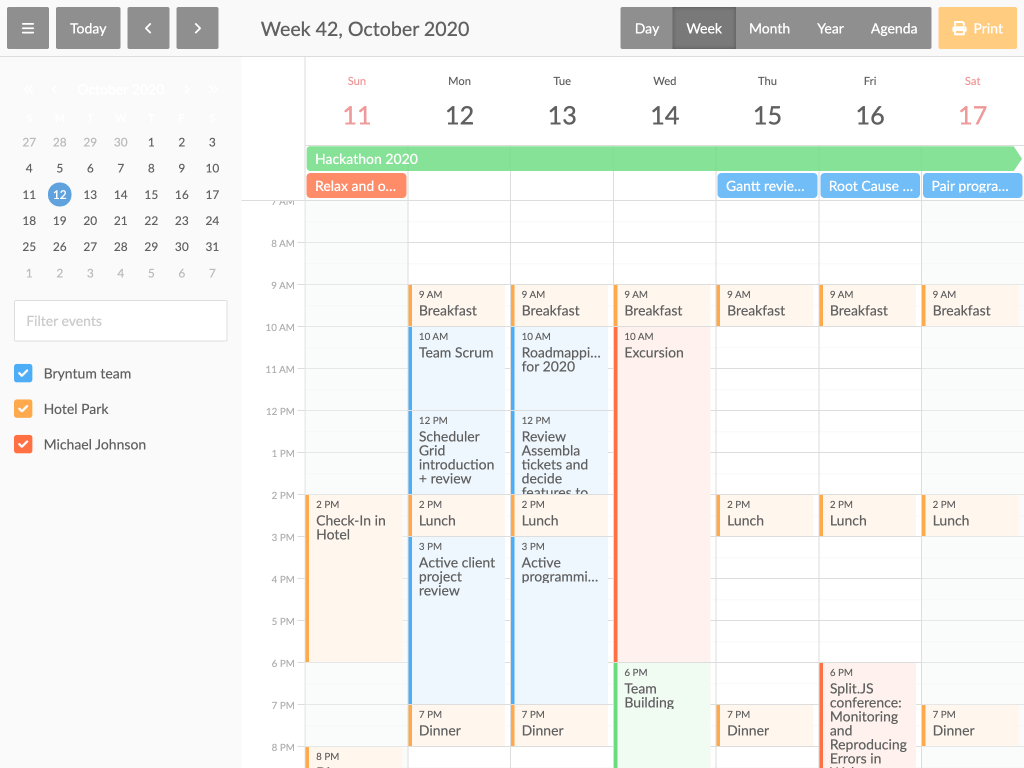 Today
Week 42, October 2020
Day
Week
Month
Year
Agenda
Print
October 2020
S M T W T F S
27 28 29 30 1 2 3
4 5 6 7 8 9 10
11 12 13 14 15 16 17
18 19 20 21 22 23 24
25 26 27 28 29 30 31
1 2 3 4 5 6 7
Filter events
Bryntum team
Hotel Park
Michael Johnson
Sun Mon Tue Wed Thu Fri Sat
11 12 13 14 15 16 17
Hackathon 2020
Relax and o...
Gantt revie...
Root Cause ...
Pair progra...
7 AM
8 AM
9 AM
10 AM
11 AM
12 PM
1 PM
2 PM
3 PM
4 PM
5 PM
6 PM
7 PM
8 PM
2 PM
Check-In in
Hotel
8 PM
9 AM
Breakfast
10 AM
Team Scrum
12 PM
Scheduler
Grid
introduction
+ review
2 PM
Lunch
3 PM
Active client
project
review
7 PM
Dinner
9 AM
Breakfast
10 AM
Roadmappi...
for 2020
12 PM
Review
Assembla
tickets and
decide
features to
2 PM
Lunch
3 PM
Active
programmi...
7 PM
Dinner
9 AM
Breakfast
10 AM
Excursion
6 PM
Team
Building
9 AM
Breakfast
2 PM
Lunch
7 PM
Dinner
9 AM
Breakfast
2 PM
Lunch
6 PM
Split.JS
conference:
Monitoring
and
Reproducing
Errors in
9 AM
Breakfast
2 PM
Lunch
7 PM
Dinner